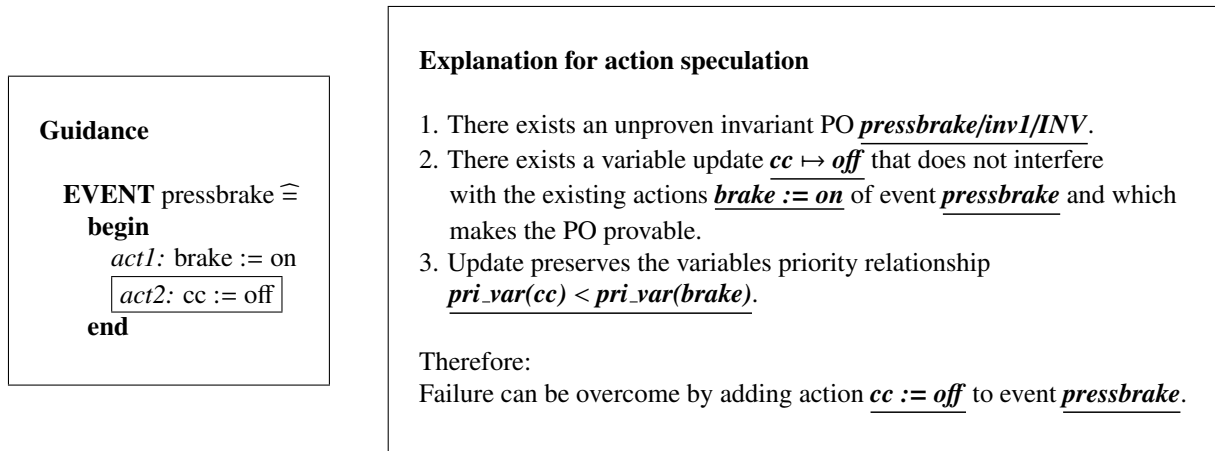 Guidance
EVENT pressbrake ≙
begin
act1: brake := on
act2: cc := off
end
Explanation for action speculation
1. There exists an unproven invariant PO pressbrake/inv1/INV.
2. There exists a variable update cc ↦ off that does not interfere
with the existing actions brake := on of event pressbrake and which
makes the PO provable.
3. Update preserves the variables priority relationship
pri_var(cc) < pri_var(brake).
Therefore:
Failure can be overcome by adding action cc := off to event pressbrake.